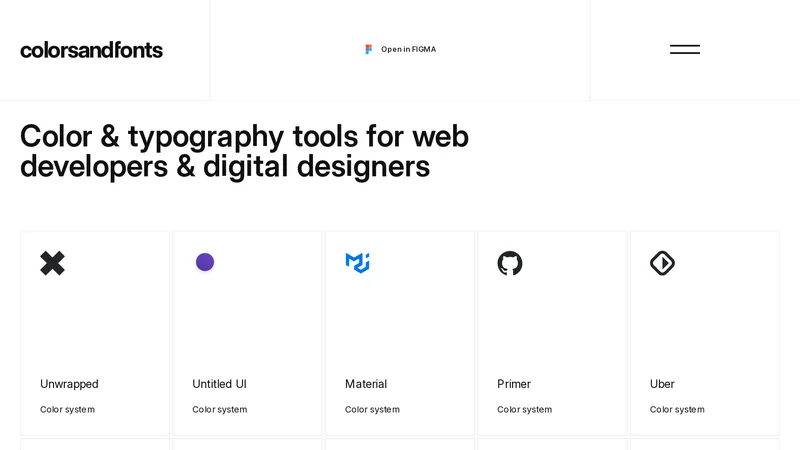 colorsandfonts
Open in FIGMA
Color & typography tools for web
developers & digital designers
Unwrapped
Color system
Untitled UI
Color system
Material
Color system
Primer
Color system
Uber
Color system